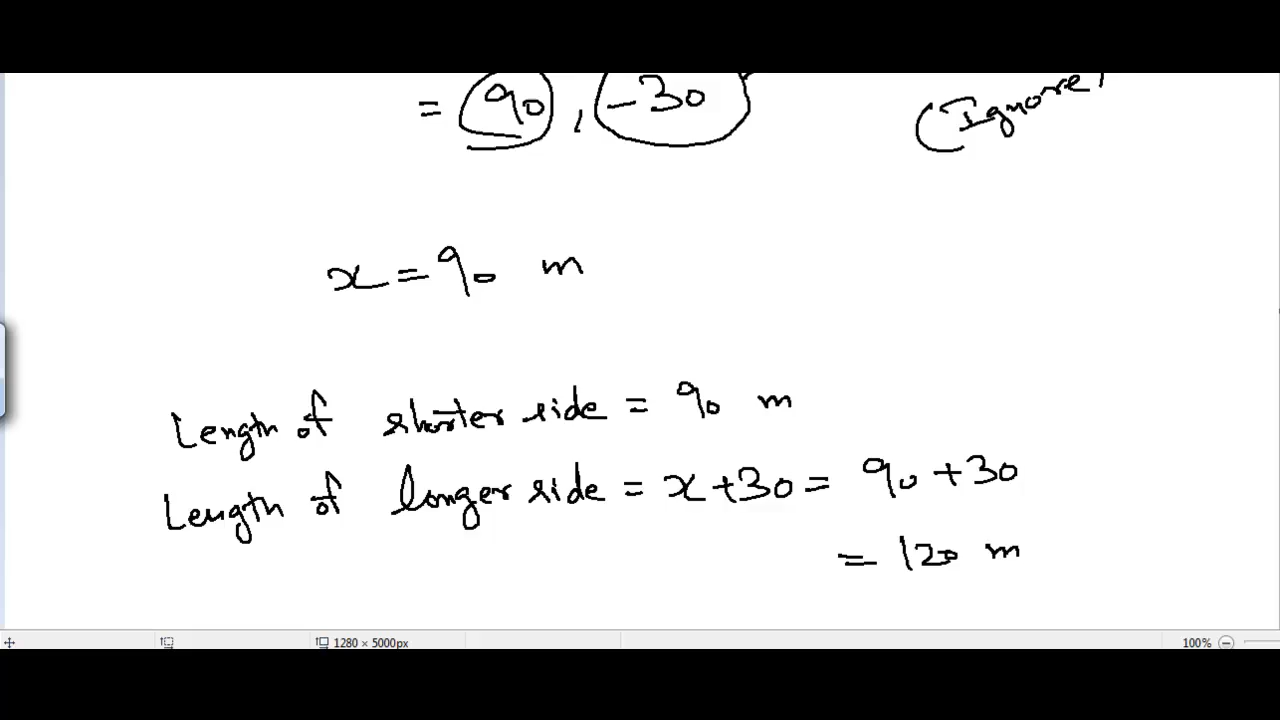 = 90 , -30 (Ignore)
x = 90 m
Length of shorter side = 90 m
Length of longer side = x + 30 = 90 + 30
= 120 m
1280 × 5000px 100%